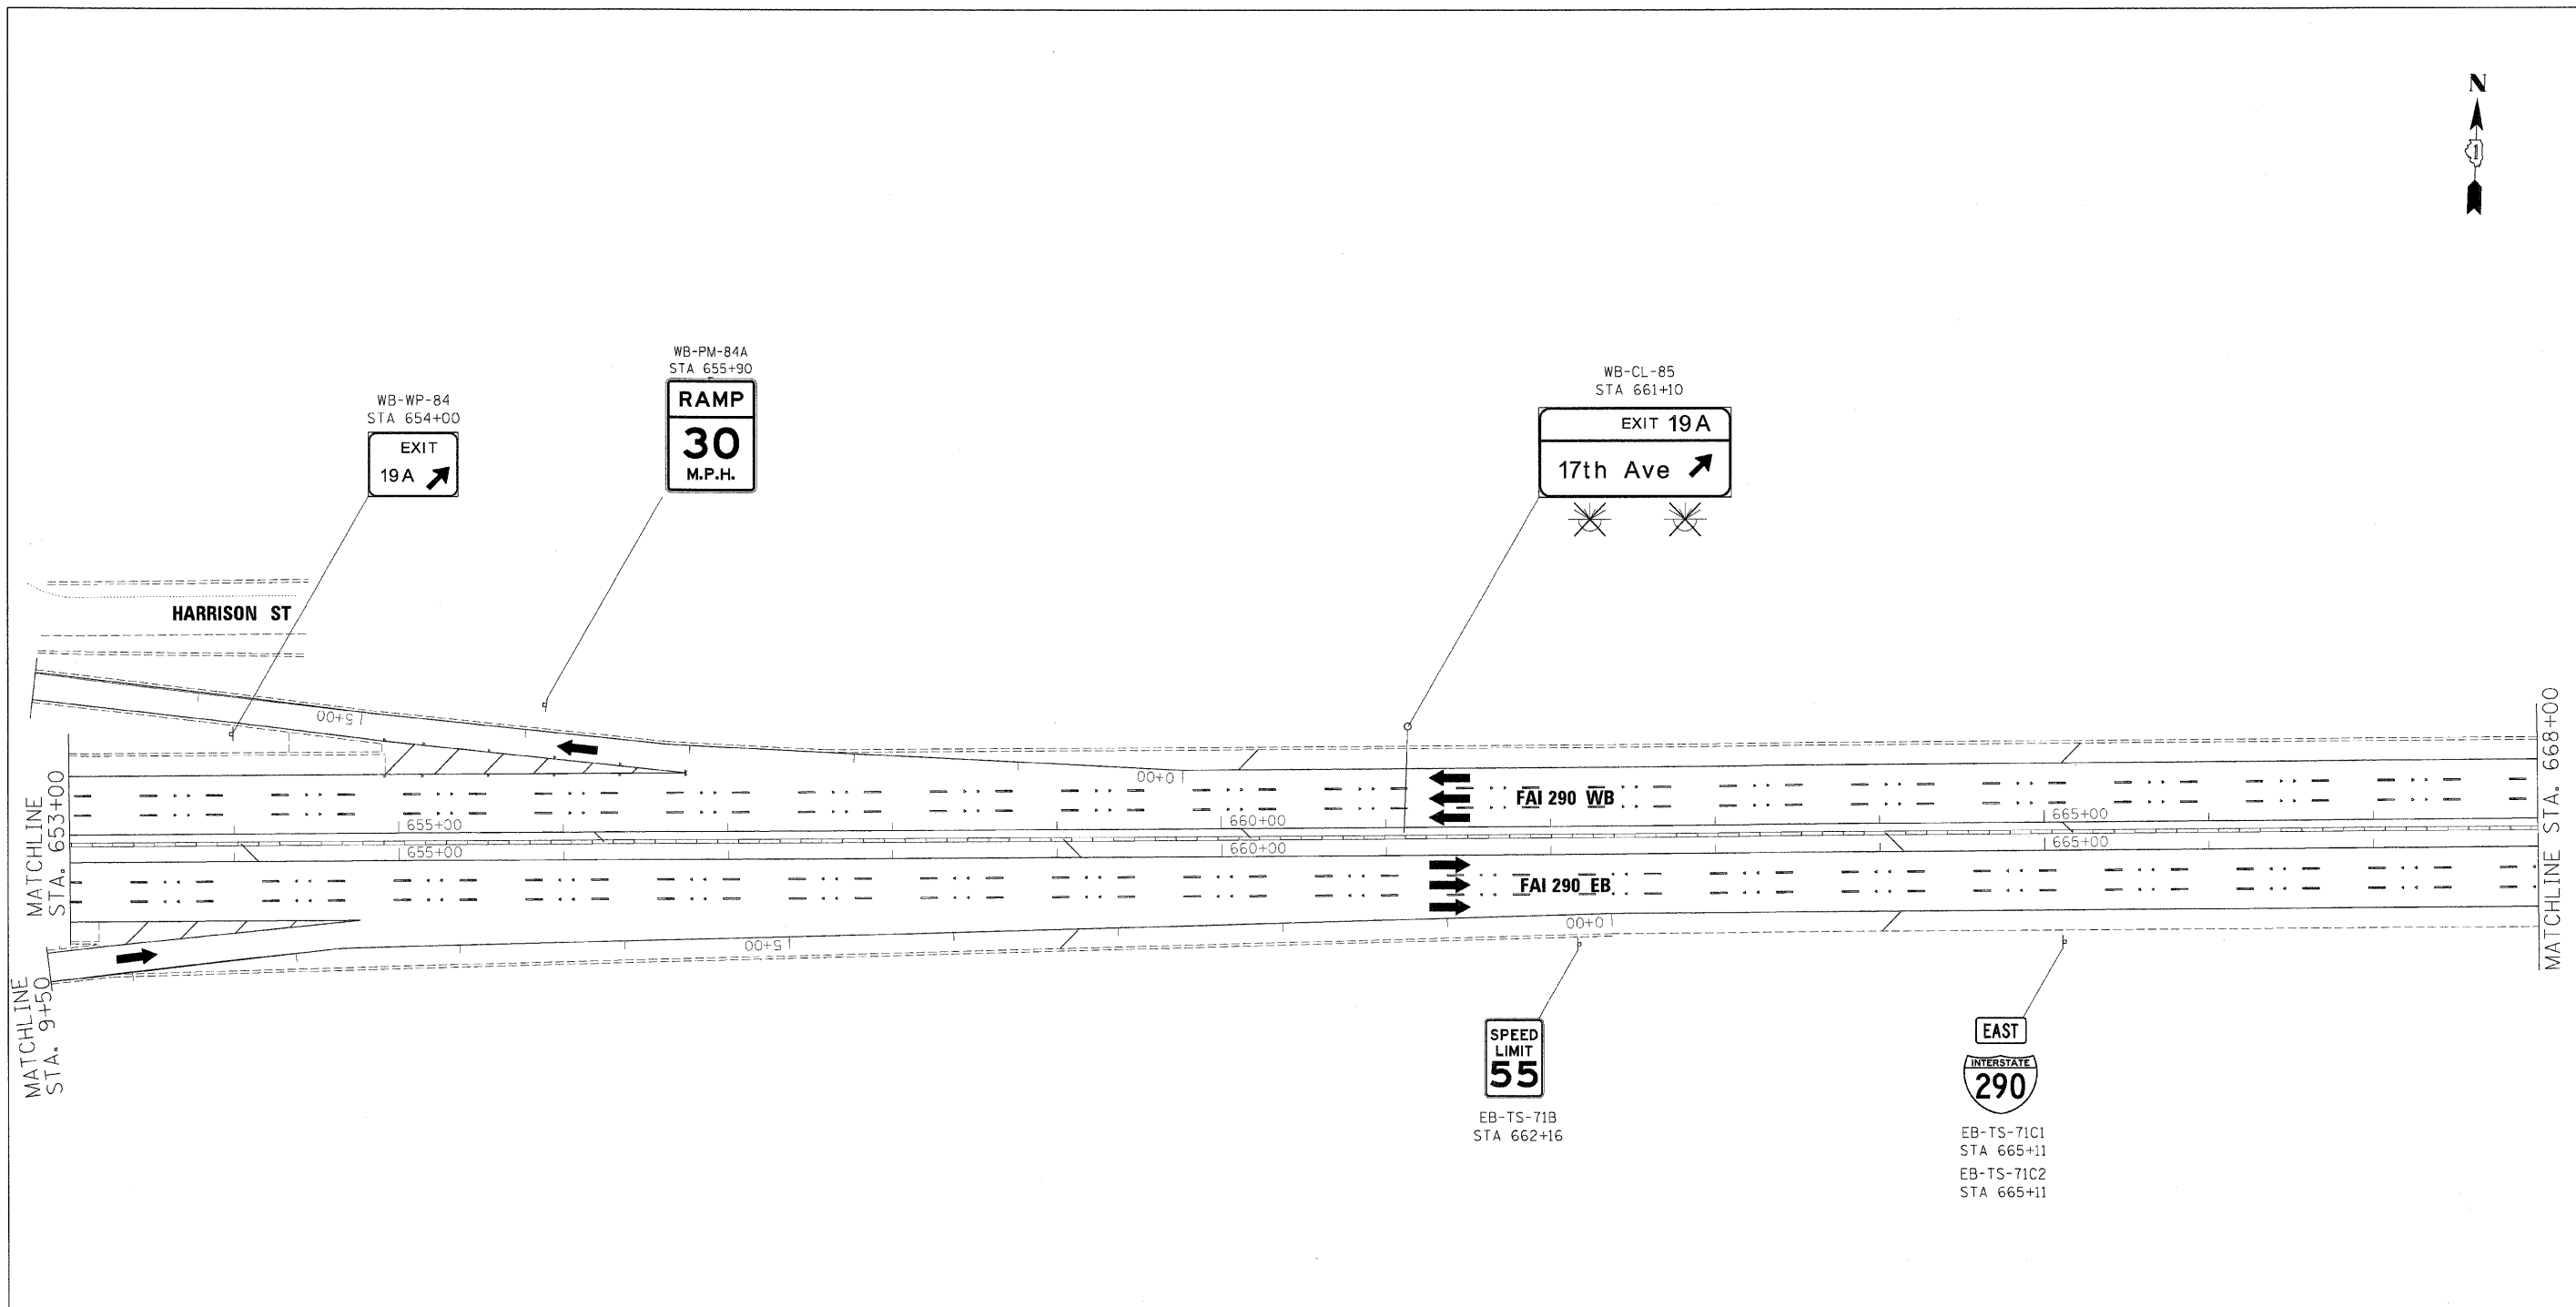 N
1
WB-PM-84A
STA 655+90
RAMP
30
M.P.H.
WB-WP-84
STA 654+00
EXIT
19A
WB-CL-85
STA 661+10
EXIT 19A
17th Ave
HARRISON ST
15+00
10+00
FAI 290 WB
655+00
660+00
665+00
655+00
660+00
665+00
FAI 290 EB
15+00
10+00
MATCHLINE
STA. 653+00
MATCHLINE
STA. 9+50
MATCHLINE STA. 668+00
SPEED
LIMIT
55
EB-TS-71B
STA 662+16
EAST
INTERSTATE
290
EB-TS-71C1
STA 665+11
EB-TS-71C2
STA 665+11